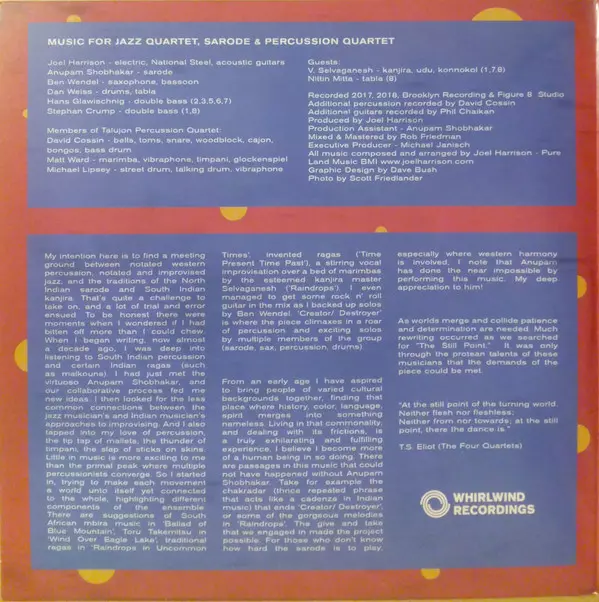 MUSIC FOR JAZZ QUARTET, SARODE & PERCUSSION QUARTET
Joel Harrison - electric, National Steel, acoustic guitars
Anupam Shobhakar - sarode
Ben Wendel - saxophone, bassoon
Dan Weiss - drums, tabla
Hans Glawischnig - double bass (2,3,5,6,7)
Stephan Crump - double bass (1,8)
Members of Talujon Percussion Quartet:
David Cossin - bells, toms, snare, woodblock, cajon,
bongos, bass drum
Matt Ward - marimba, vibraphone, timpani, glockenspiel
Michael Lipsey - street drum, talking drum, vibraphone
Guests:
V. Selvaganesh - kanjira, udu, konnokol (1,7,8)
Nitin Mitta - tabla (8)
Recorded 2017, 2018, Brooklyn Recording & Figure 8 Studio
Additional percussion recorded by David Cossin
Additional guitars recorded by Phil Chaikan
Produced by Joel Harrison
Production Assistant - Anupam Shobhakar
Mixed & Mastered by Rob Friedman
Executive Producer - Michael Janisch
All music composed and arranged by Joel Harrison - Pure
Land Music BMI www.joelharrison.com
Graphic Design by Dave Bush
Photo by Scott Friedlander
My intention here is to find a meeting
ground between notated western
percussion, notated and improvised
jazz, and the traditions of the North
Indian sarode and South Indian
kanjira. That's quite a challenge to
take on, and a lot of trial and error
ensued. To be honest there were
moments when I wondered if I had
bitten off more than I could chew.
When I began writing, now almost
a decade ago, I was deep into
listening to South Indian percussion
and certain Indian ragas (such
as malkouns). I had just met the
virtuoso Anupam Shobhakar, and
our collaborative process fed me
new ideas. I then looked for the less
common connections between the
jazz musician's and Indian musician's
approaches to improvising. And I also
tapped into my love of percussion,
the tip tap of mallets, the thunder of
timpani, the slap of sticks on skins.
Little in music is more exciting to me
than the primal peak where multiple
percussionists converge. So I started
in, trying to make each movement
a world unto itself yet connected
to the whole, highlighting different
components of the ensemble.
There are suggestions of South
African mbira music in 'Ballad of
Blue Mountain', Toru Takemitsu in
'Wind Over Eagle Lake', traditional
ragas in 'Raindrops in Uncommon
Times', invented ragas ('Time
Present Time Past'), a stirring vocal
improvisation over a bed of marimbas
by the esteemed kanjira master
Selvaganesh ('Raindrops'). I even
managed to get some rock n' roll
guitar in the mix as I backed up solos
by Ben Wendel. 'Creator/ Destroyer'
is where the piece climaxes in a roar
of percussion and exciting solos
by multiple members of the group
(sarode, sax, percussion, drums).
From an early age I have aspired
to bring people of varied cultural
backgrounds together, finding that
place where history, color, language,
spirit merges into something
nameless. Living in that commonality,
and dealing with its frictions, is
a truly exhilarating and fulfilling
experience. I believe I become more
of a human being in so doing. There
are passages in this music that could
not have happened without Anupam
Shobhakar. Take for example the
chakradar (thrice repeated phrase
that acts like a cadenza in Indian
music) that ends 'Creator/ Destroyer',
or some of the gorgeous melodies
in 'Raindrops'. The give and take
that we engaged in made the project
possible. For those who don't know
how hard the sarode is to play,
especially where western harmony
is involved, I note that Anupam
has done the near impossible by
performing this music. My deep
appreciation to him!
As worlds merge and collide patience
and determination are needed. Much
rewriting occurred as we searched
for "The Still Point." It was only
through the protean talents of these
musicians that the demands of the
piece could be met.
"At the still point of the turning world.
Neither flesh nor fleshless;
Neither from nor towards; at the still
point, there the dance is."
T.S. Eliot (The Four Quartets)
WHIRLWIND
RECORDINGS